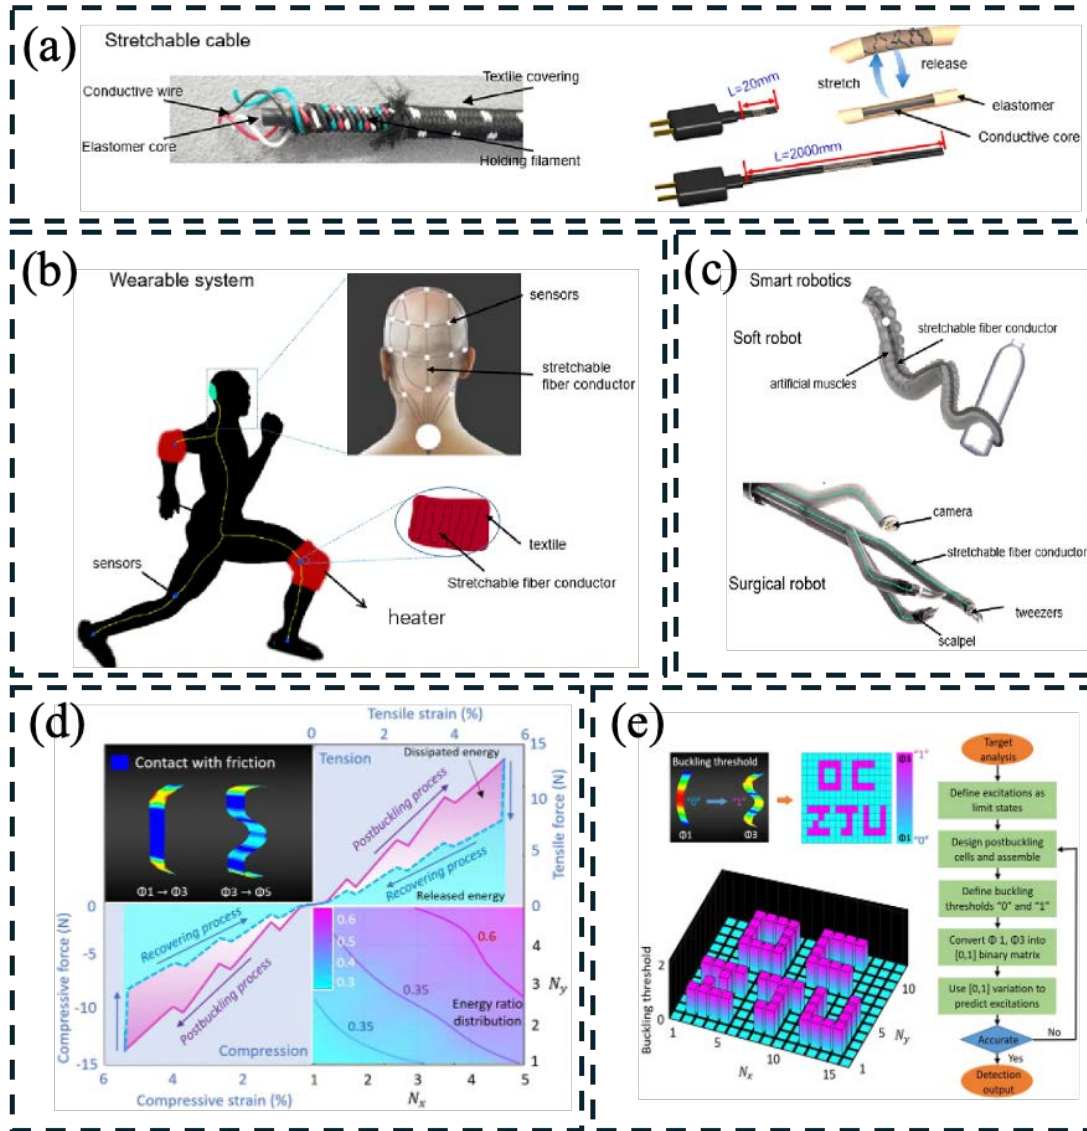 (a)
Stretchable cable
Conductive wire
Elastomer core
Textile covering
Holding filament
L=20mm
L=2000mm
stretch
release
elastomer
Conductive core
(b)
Wearable system
sensors
stretchable
fiber conductor
textile
Stretchable fiber conductor
sensors
heater
(c)
Smart robotics
Soft robot
stretchable fiber conductor
artificial muscles
camera
stretchable fiber conductor
Surgical robot
tweezers
scalpel
(d)
Tensile strain (%)
0 2 4 6
Contact with friction
Φ1 → Φ3
Φ3 → Φ5
Tension
Dissipated energy
Postbuckling process
Recovering process
Released energy
15
10
5
0
Tensile force (N)
0
-5
-10
-15
Compressive force (N)
Recovering process
Postbuckling process
Compression
6 4 2 0
Compressive strain (%)
0.6
0.5
0.4
0.3
0.6
0.35
0.35
Energy ratio
distribution
4
3
2
1
Ny
1 2 3 4 5
Nx
(e)
Buckling threshold
"0" "1"
Φ1
Φ3
OC
ZJU
"1"
Φ3
Φ1
"0"
Buckling threshold
2
0
1
5
10
15
Nx
1
5
10
Ny
Target
analysis
Define excitations as
limit states
Design postbuckling
cells and assemble
Define buckling
thresholds "0" and "1"
Convert Φ 1, Φ3 into
[0,1] binary matrix
Use [0,1] variation to
predict excitations
Accurate
No
Yes
Detection
output